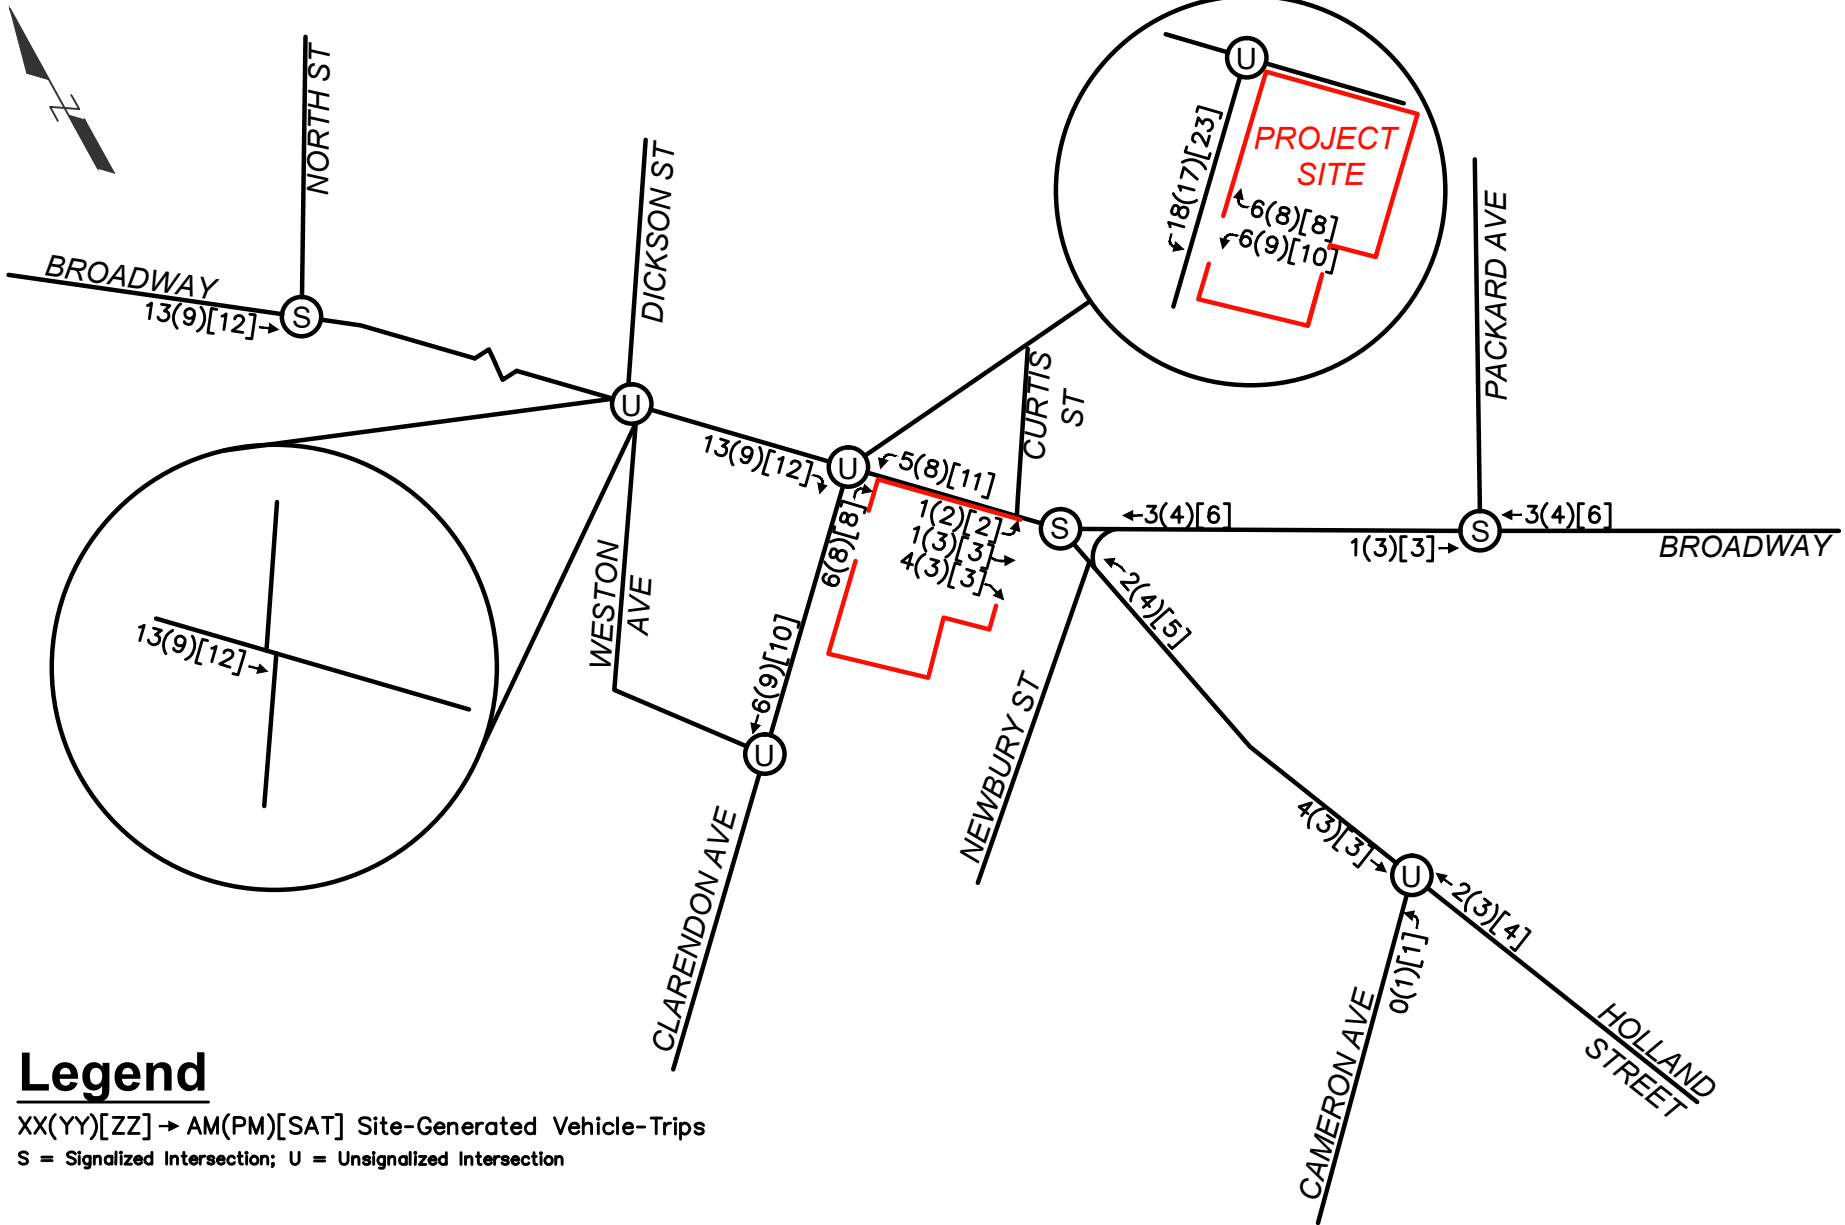 NORTH ST
BROADWAY
13(9)[12]
S
DICKSON ST
U
13(9)[12]
U
5(8)[11]
CURTIS
ST
U
18(17)[23]
PROJECT
SITE
6(8)[8]
6(9)[10]
PACKARD AVE
1(2)[2]
1(3)[3]
4(3)[3]
S
3(4)[6]
1(3)[3]
S
3(4)[6]
BROADWAY
6(8)[8]
WESTON
AVE
6(9)[10]
U
13(9)[12]
2(4)[5]
NEWBURY ST
CLARENDON AVE
4(3)[3]
U
2(3)[4]
0(1)[1]
CAMERON AVE
HOLLAND
STREET
Z
Legend
XX(YY)[ZZ] → AM(PM)[SAT] Site-Generated Vehicle-Trips
S = Signalized Intersection; U = Unsignalized Intersection